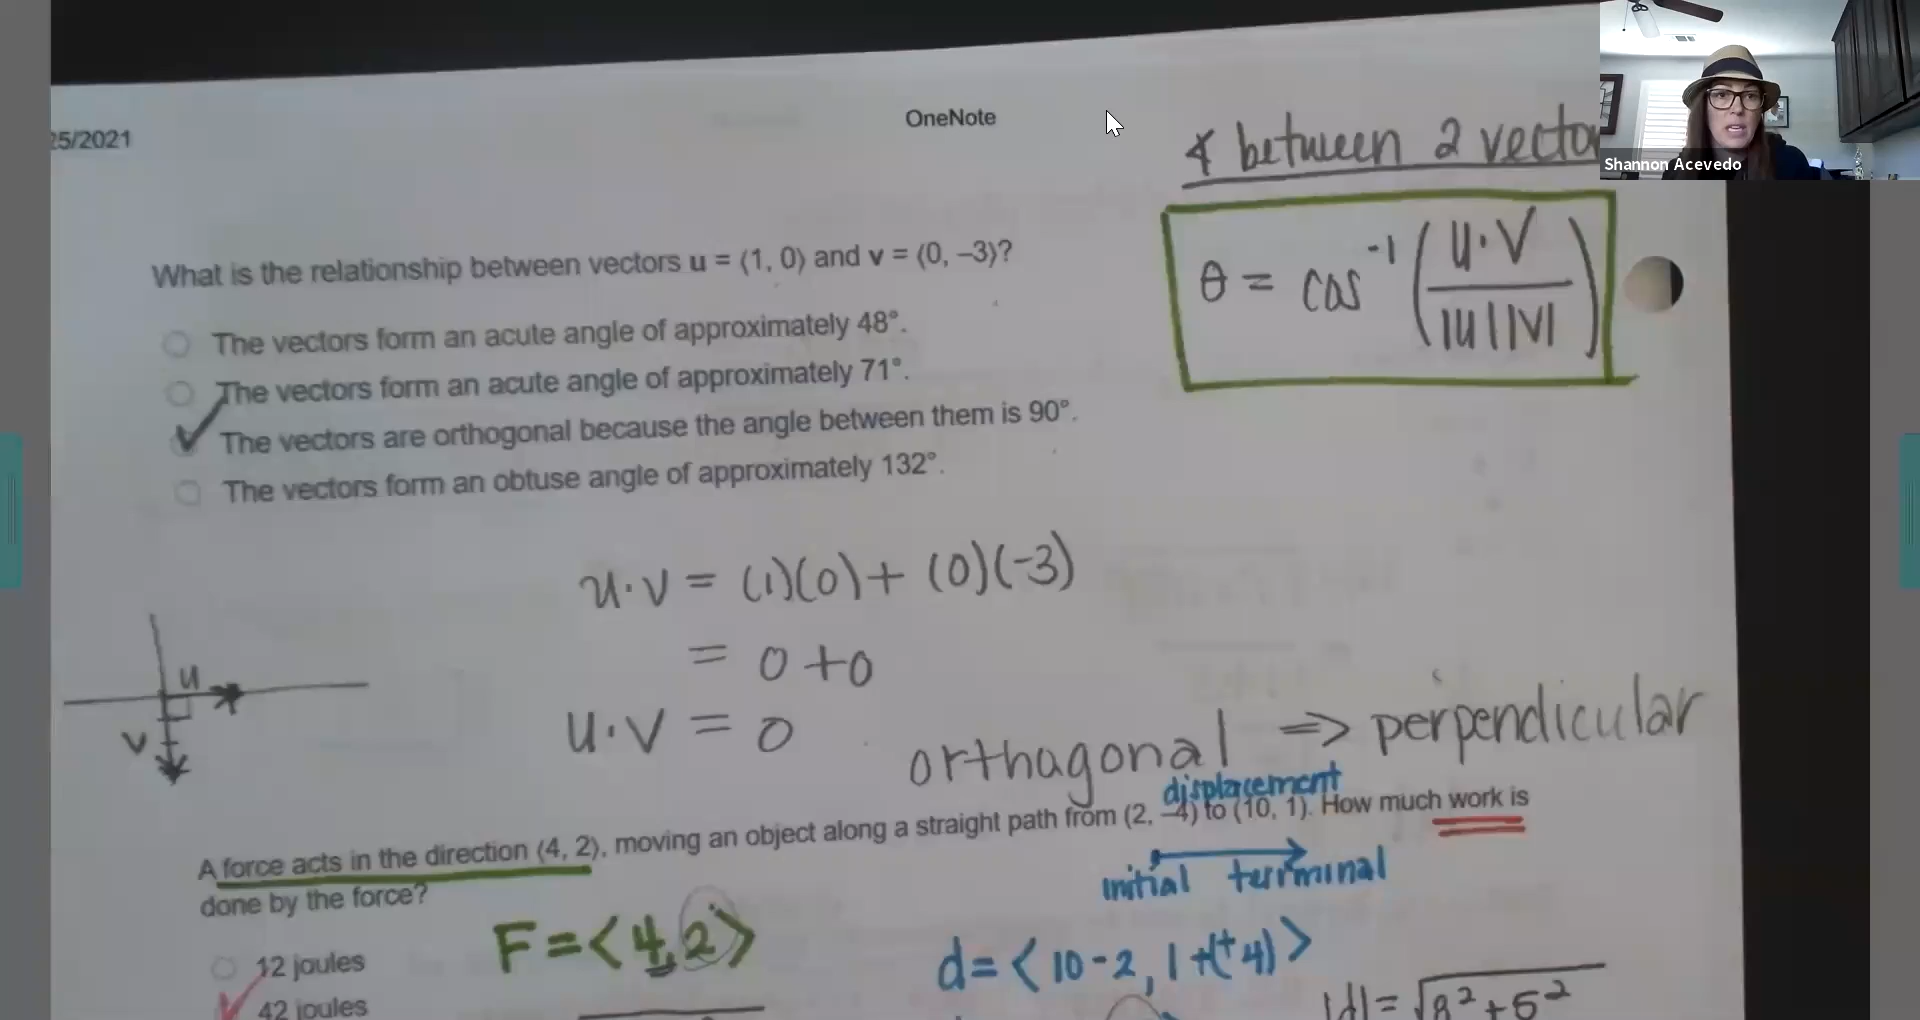 25/2021
OneNote
∡ between 2 vecto
Shannon Acevedo
What is the relationship between vectors u = ⟨1, 0⟩ and v = ⟨0, –3⟩?
θ = cos⁻¹ (u·v / |u||v|)
The vectors form an acute angle of approximately 48°.
The vectors form an acute angle of approximately 71°.
The vectors are orthogonal because the angle between them is 90°.
The vectors form an obtuse angle of approximately 132°.
u·v = (1)(0) + (0)(-3)
= 0 + 0
u·v = 0
u
v
orthagonal ⇒ perpendicular
displacement
A force acts in the direction ⟨4, 2⟩, moving an object along a straight path from (2, –4) to (10, 1). How much work is
done by the force?
initial terminal
F = <4,2>
d = <10-2, 1+(+4)>
12 joules
42 joules
|d| = √8² + 5²